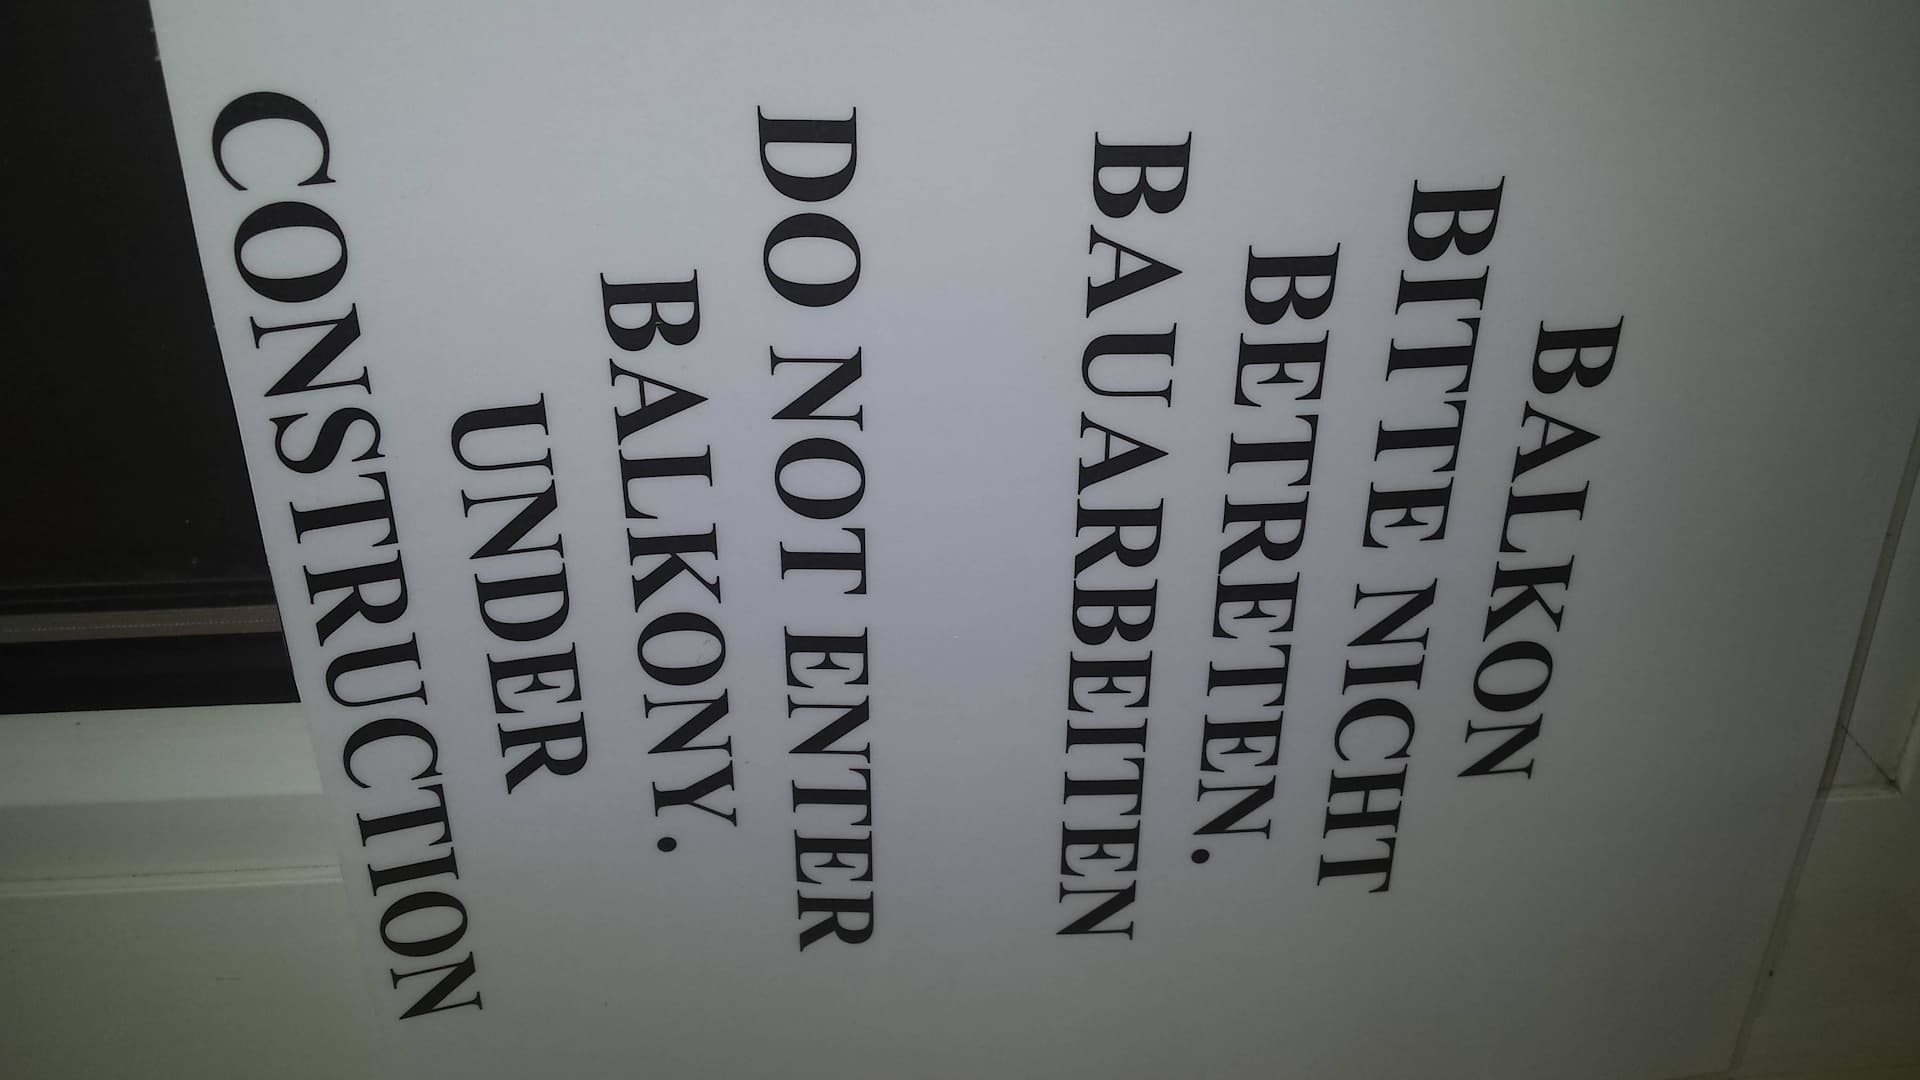 BALKON
BITTE NICHT
BETRETEN.
BAUARBEITEN
DO NOT ENTER
BALKONY.
UNDER
CONSTRUCTION